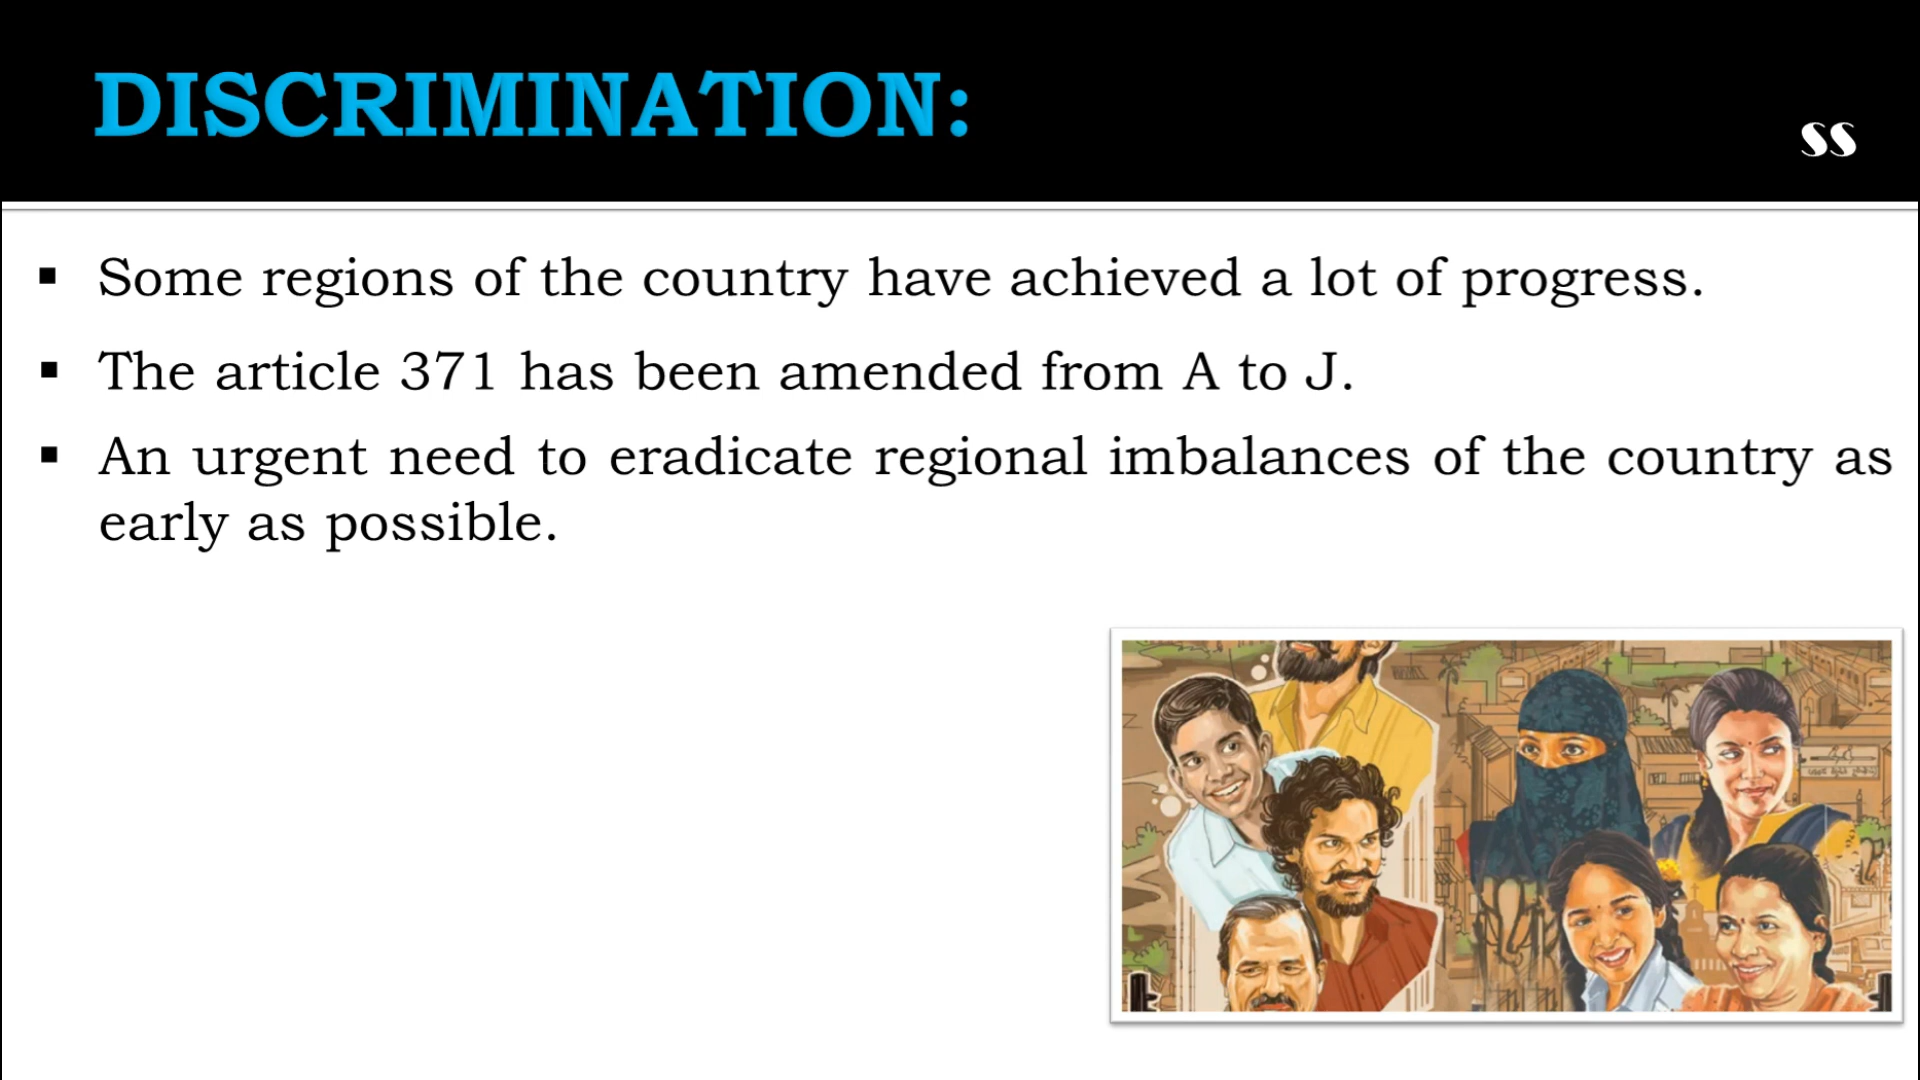 DISCRIMINATION:
SS
▪ Some regions of the country have achieved a lot of progress.
▪ The article 371 has been amended from A to J.
▪ An urgent need to eradicate regional imbalances of the country as
early as possible.